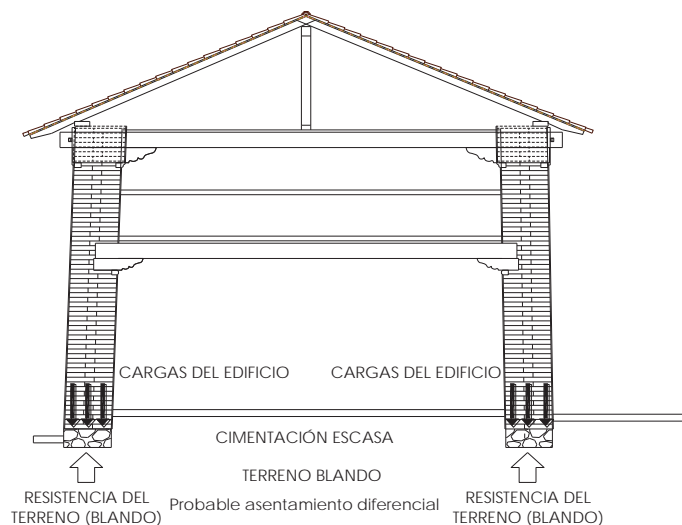 CARGAS DEL EDIFICIO
CARGAS DEL EDIFICIO
CIMENTACIÓN ESCASA
TERRENO BLANDO
Probable asentamiento diferencial
RESISTENCIA DEL
TERRENO (BLANDO)
RESISTENCIA DEL
TERRENO (BLANDO)